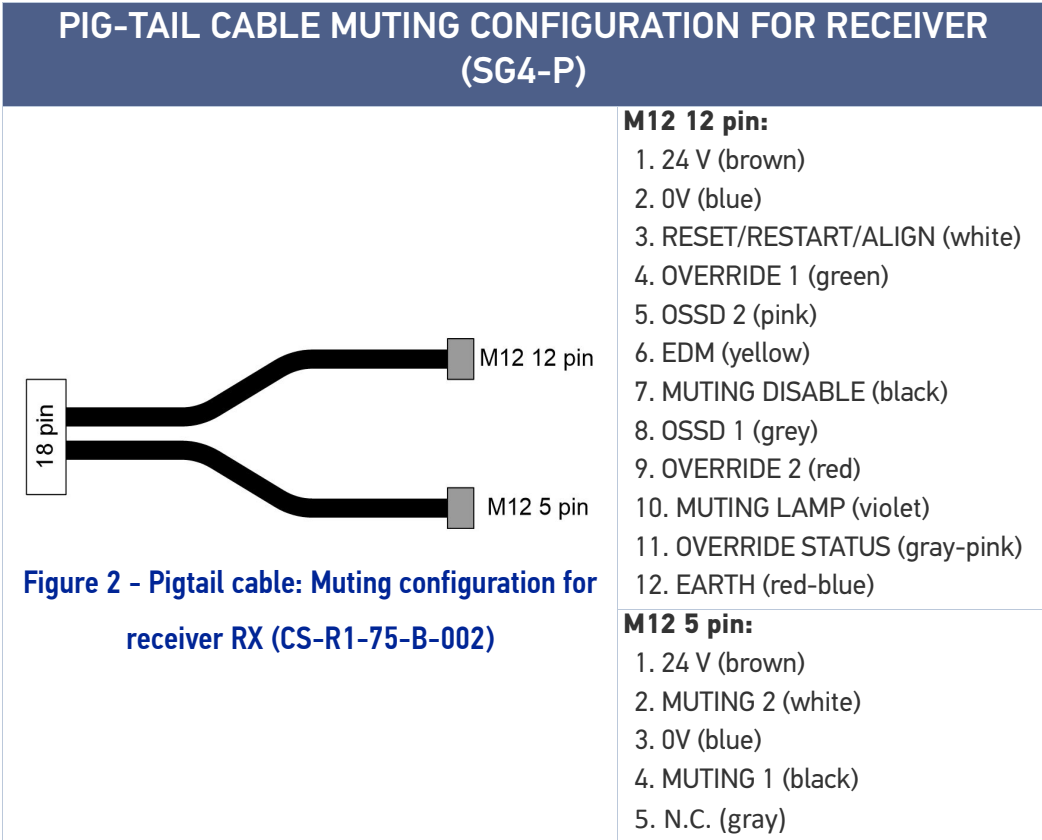 PIG-TAIL CABLE MUTING CONFIGURATION FOR RECEIVER
(SG4-P)
18 pin
M12 12 pin
M12 5 pin
Figure 2 - Pigtail cable: Muting configuration for
receiver RX (CS-R1-75-B-002)
M12 12 pin:
1. 24 V (brown)
2. 0V (blue)
3. RESET/RESTART/ALIGN (white)
4. OVERRIDE 1 (green)
5. OSSD 2 (pink)
6. EDM (yellow)
7. MUTING DISABLE (black)
8. OSSD 1 (grey)
9. OVERRIDE 2 (red)
10. MUTING LAMP (violet)
11. OVERRIDE STATUS (gray-pink)
12. EARTH (red-blue)
M12 5 pin:
1. 24 V (brown)
2. MUTING 2 (white)
3. 0V (blue)
4. MUTING 1 (black)
5. N.C. (gray)